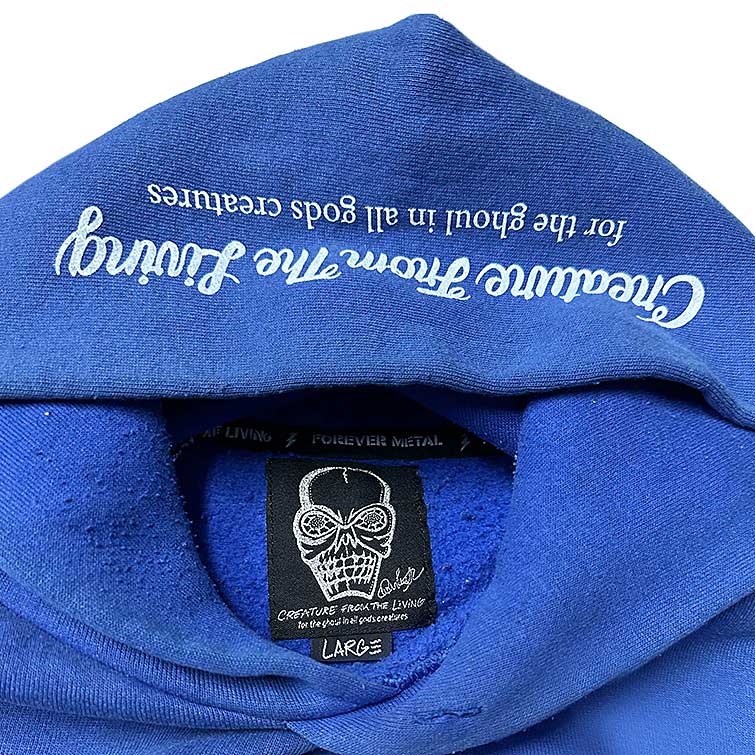 Creature From The Living
for the ghoul in all gods creatures
LIVING FOREVER METAL
CREATURE FROM THE LIVING
for the ghoul in all gods creatures
LARGE